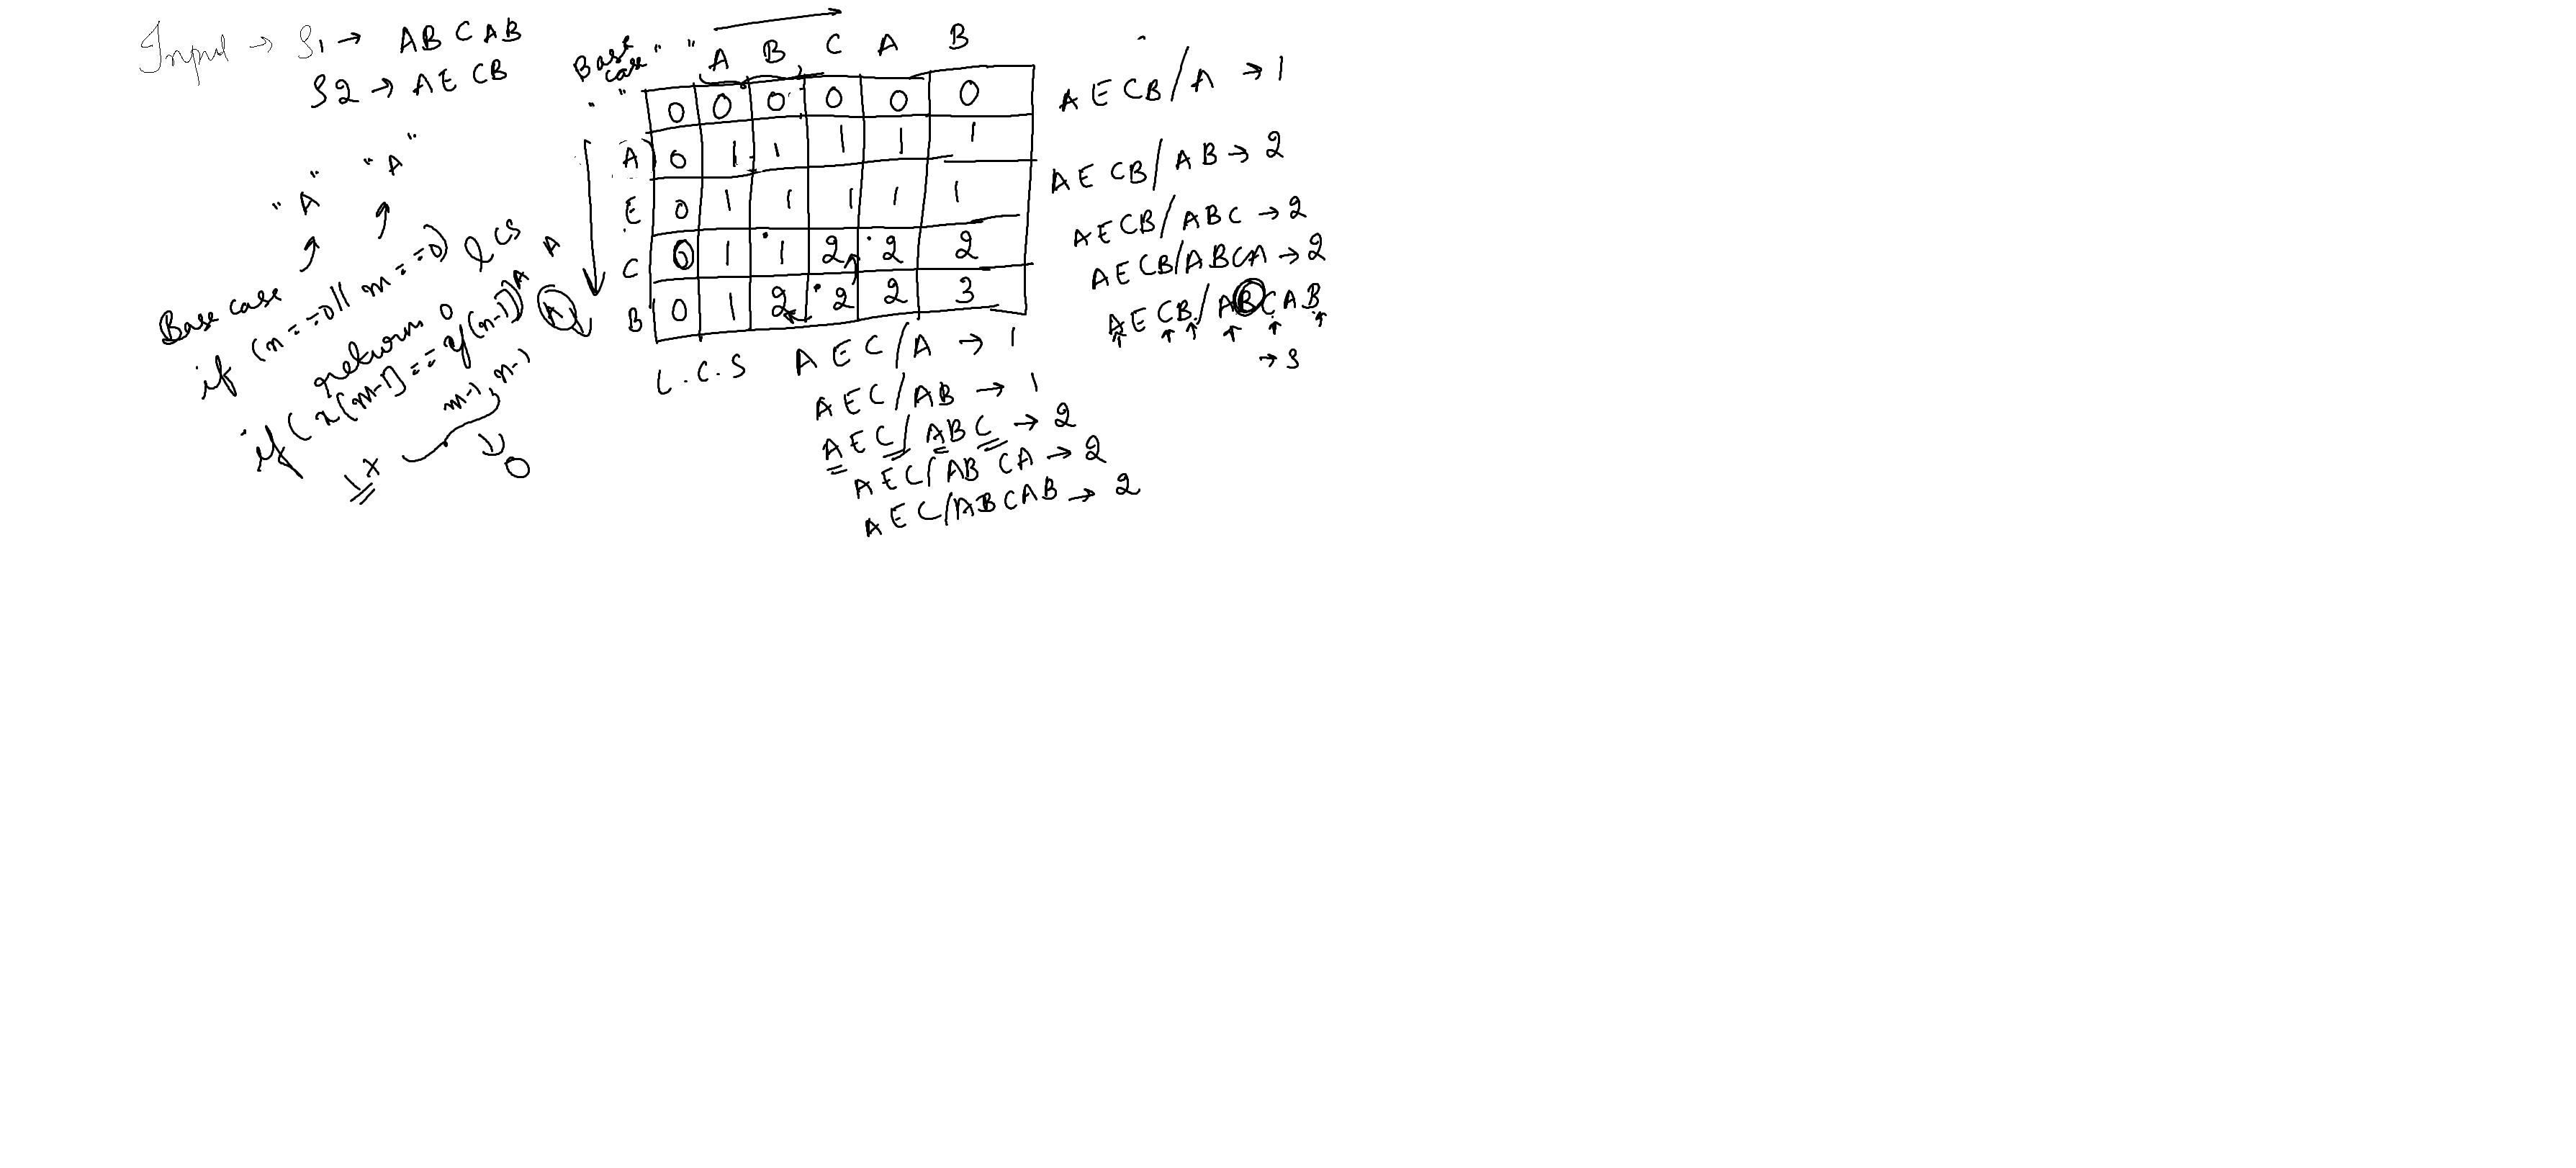 Input → S1 → ABCAB
S2 → AECB
"A" "A"
Base case
if (n==0 || m==0) lcs
return 0
if (x[m-1] == y(n-1))
m-1, n-1
1+
0
A A
A
Base case " " A B C A B
" " 0 0 0 0 0 0
A 0 1 1 1 1 1
E 0 1 1 1 1 1
C 0 1 1 2 2 2
B 0 1 2 2 2 3
L.C.S AEC/A → 1
AEC/AB → 1
AEC/ABC → 2
AEC/ABCA → 2
AEC/ABCAB → 2
AECB/A → 1
AECB/AB → 2
AECB/ABC → 2
AECB/ABCA → 2
AECB/ABCAB
→ 3